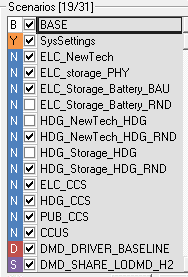 Scenarios [19/31]
B BASE
Y SysSettings
N ELC_NewTech
N ELC_storage_PHY
N ELC_Storage_Battery_BAU
N ELC_Storage_Battery_RND
N HDG_NewTech_HDG
N HDG_NewTech_HDG_RND
N HDG_Storage_HDG
N HDG_Storage_HDG_RND
N ELC_CCS
N HDG_CCS
N PUB_CCS
N CCUS
D DMD_DRIVER_BASELINE
S DMD_SHARE_LODMD_H2